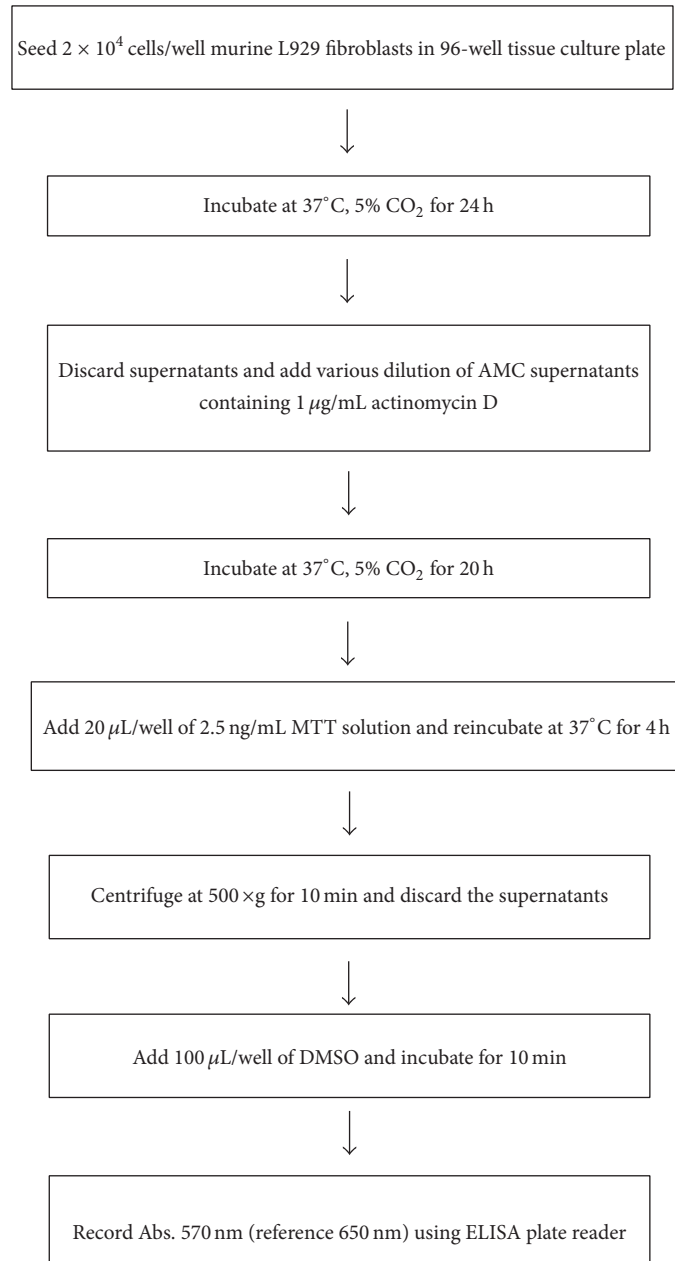 Seed 2 × 10⁴ cells/well murine L929 fibroblasts in 96-well tissue culture plate
Incubate at 37°C, 5% CO₂ for 24 h
Discard supernatants and add various dilution of AMC supernatants
containing 1 μg/mL actinomycin D
Incubate at 37°C, 5% CO₂ for 20 h
Add 20 μL/well of 2.5 ng/mL MTT solution and reincubate at 37°C for 4 h
Centrifuge at 500 ×g for 10 min and discard the supernatants
Add 100 μL/well of DMSO and incubate for 10 min
Record Abs. 570 nm (reference 650 nm) using ELISA plate reader